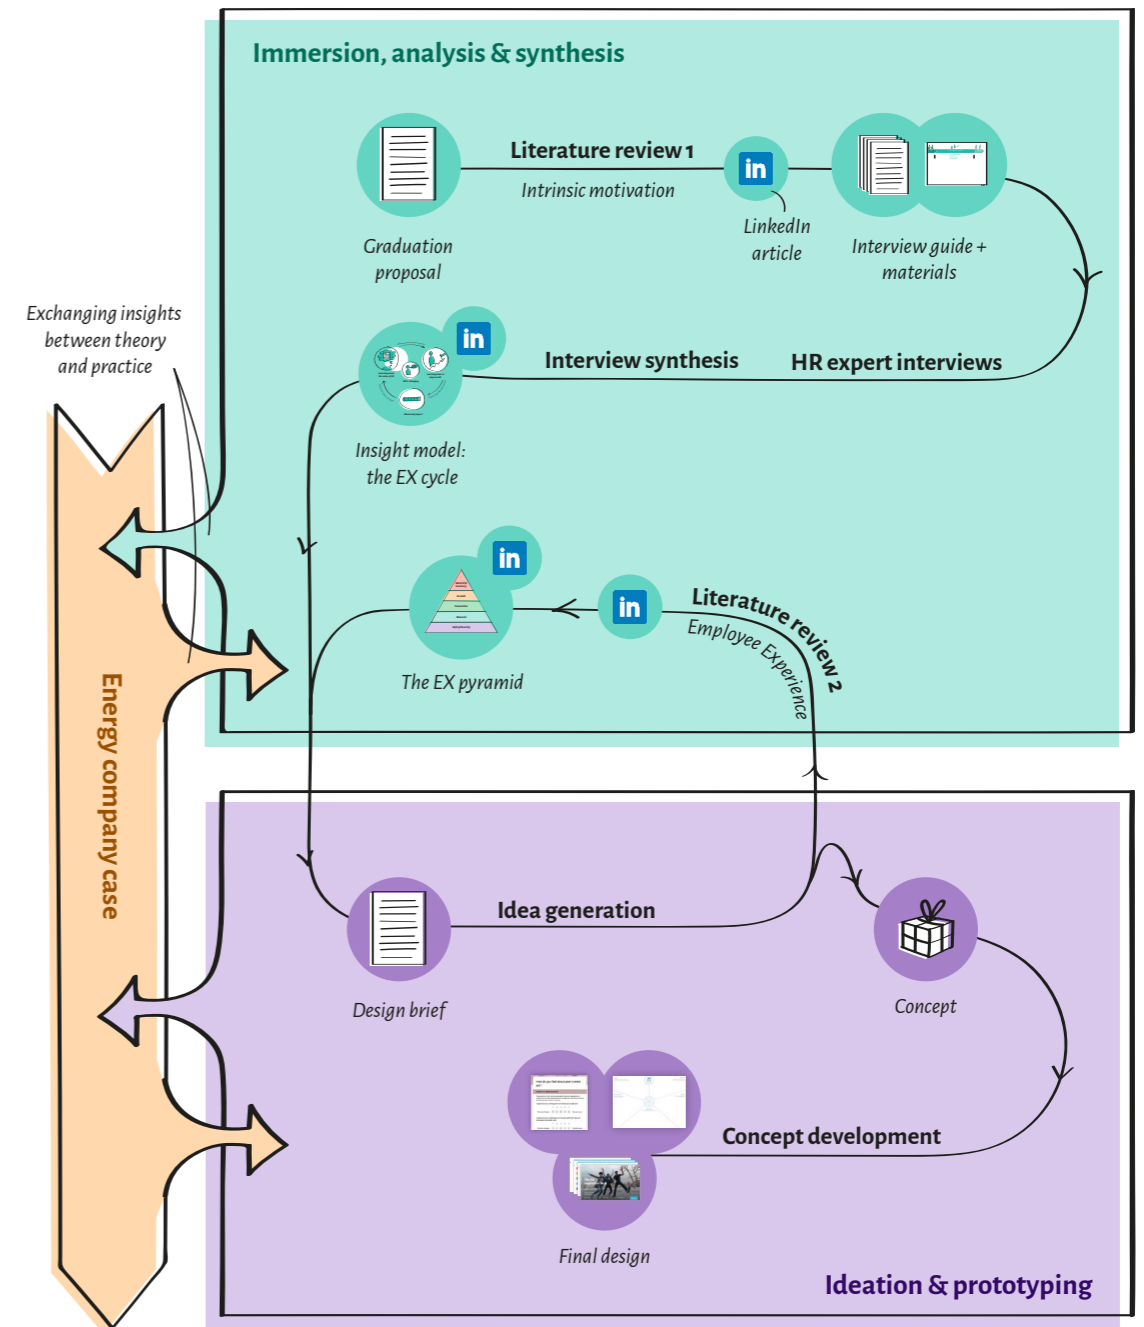 Immersion, analysis & synthesis
Literature review 1
Intrinsic motivation
in
LinkedIn
article
Graduation
proposal
Interview guide +
materials
Exchanging insights
between theory
and practice
in
Interview synthesis
HR expert interviews
Insight model:
the EX cycle
in
in
Literature review 2
Employee Experience
The EX pyramid
Energy company case
Idea generation
Design brief
Concept
Concept development
Final design
Ideation & prototyping